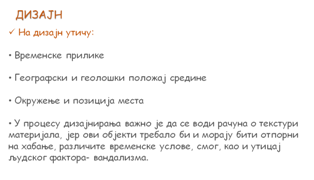 ДИЗАЈН
✓ На дизајн утичу:
• Временске прилике
• Географски и геолошки положај средине
• Окружење и позиција места
• У процесу дизајнирања важно је да се води рачуна о текстури
материјала, јер ови објекти требало би и морају бити отпорни
на хабање, различите временске услове, смог, као и утицај
људског фактора- вандализма.